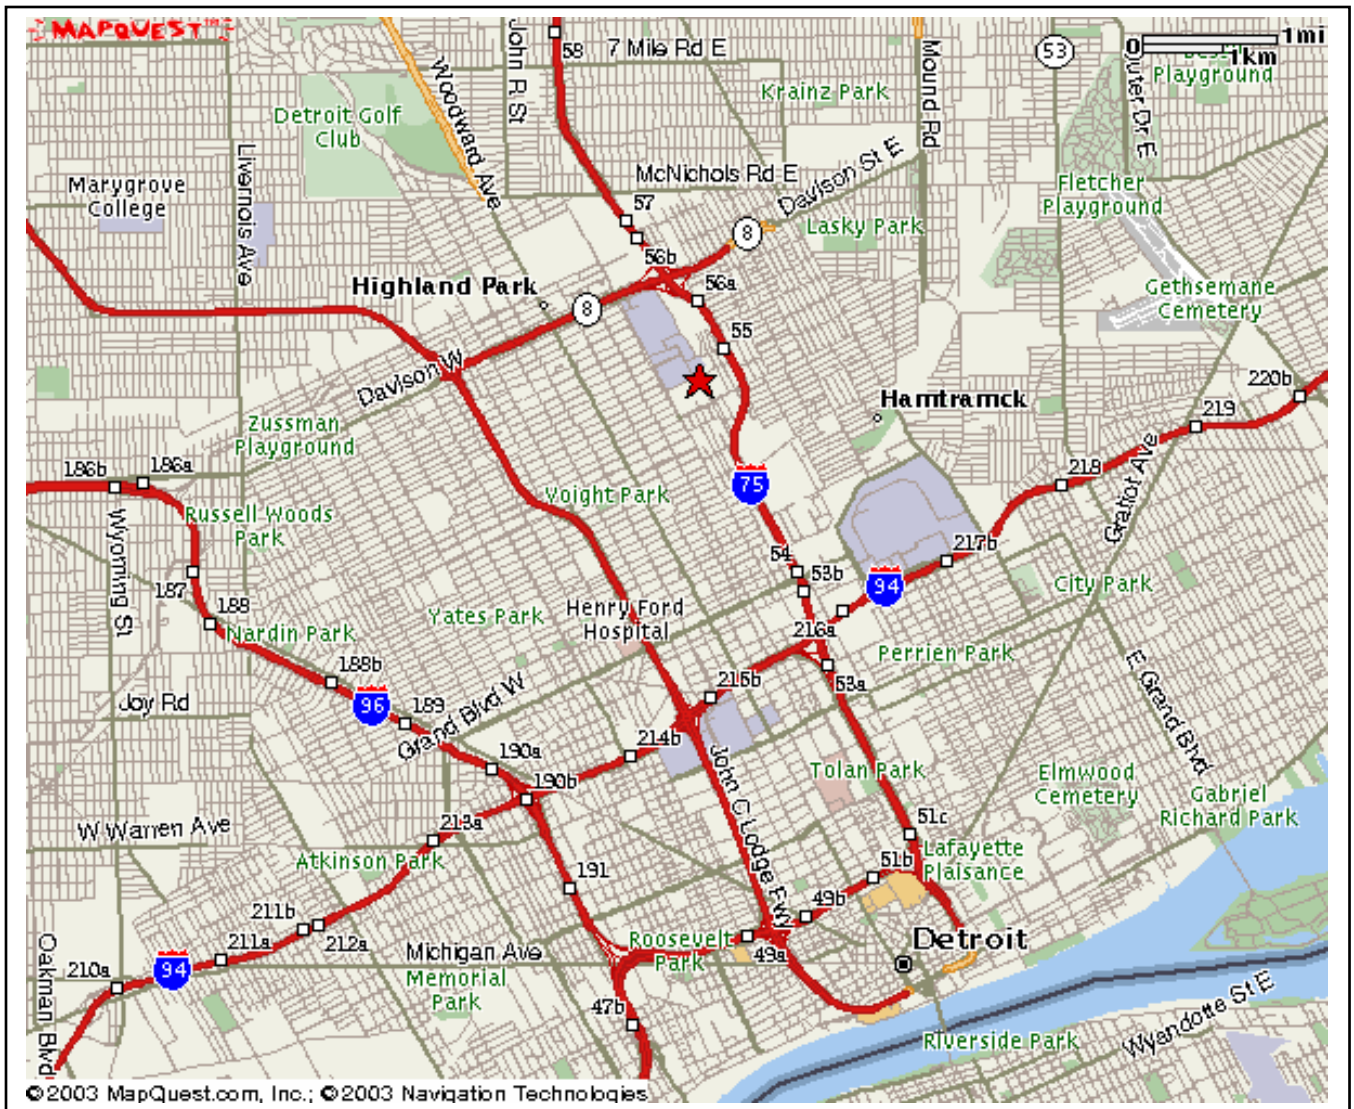 MAPQUEST
58
7 Mile Rd E
John R St
Woodward Ave
Mound Rd
53
0
1mi
1km
Playground
Outer Dr E
Krainz Park
Detroit Golf
Club
Livernois Ave
Marygrove
College
McNichols Rd E
Davison St E
Fletcher
Playground
57
8
Lasky Park
56b
Highland Park
8
56a
Gethsemane
Cemetery
55
Davison W
220b
Hamtramck
219
Zussman
Playground
Gratiot Ave
186b
186a
218
75
Voight Park
Russell Woods
Park
Wyoming St
54
217b
187
53b
94
City Park
188
Yates Park
Henry Ford
Hospital
Nardin Park
216a
Perrien Park
188b
215b
53a
E Grand Blvd
Joy Rd
96
189
Grand Blvd W
190a
214b
John C Lodge Fwy
Tolan Park
Elmwood
Cemetery
190b
Gabriel
Richard Park
W Warren Ave
213a
51c
Atkinson Park
51b
Lafayette
Plaisance
191
49b
211b
211a
212a
Oakman Blvd
Michigan Ave
Roosevelt
Park
49a
Detroit
210a
94
Memorial
Park
47b
Wyandotte St E
Riverside Park
©2003 MapQuest.com, Inc.; ©2003 Navigation Technologies